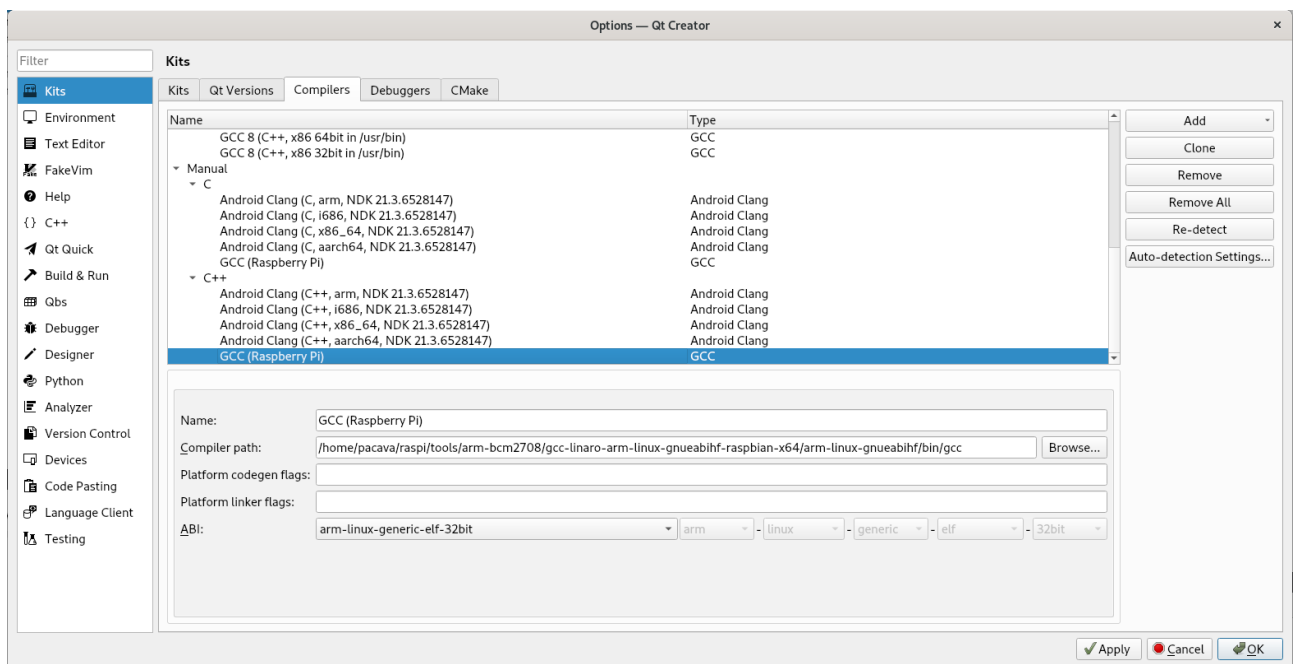 Options — Qt Creator
Filter
Kits
Environment
Text Editor
FakeVim
Help
{} C++
Qt Quick
Build & Run
Qbs
Debugger
Designer
Python
Analyzer
Version Control
Devices
Code Pasting
Language Client
Testing
Kits
Kits Qt Versions Compilers Debuggers CMake
Name Type
GCC 8 (C++, x86 64bit in /usr/bin) GCC
GCC 8 (C++, x86 32bit in /usr/bin) GCC
Manual
C
Android Clang (C, arm, NDK 21.3.6528147) Android Clang
Android Clang (C, i686, NDK 21.3.6528147) Android Clang
Android Clang (C, x86_64, NDK 21.3.6528147) Android Clang
Android Clang (C, aarch64, NDK 21.3.6528147) Android Clang
GCC (Raspberry Pi) GCC
C++
Android Clang (C++, arm, NDK 21.3.6528147) Android Clang
Android Clang (C++, i686, NDK 21.3.6528147) Android Clang
Android Clang (C++, x86_64, NDK 21.3.6528147) Android Clang
Android Clang (C++, aarch64, NDK 21.3.6528147) Android Clang
GCC (Raspberry Pi) GCC
Add
Clone
Remove
Remove All
Re-detect
Auto-detection Settings...
Name: GCC (Raspberry Pi)
Compiler path: /home/pacava/raspi/tools/arm-bcm2708/gcc-linaro-arm-linux-gnueabihf-raspbian-x64/arm-linux-gnueabihf/bin/gcc Browse...
Platform codegen flags:
Platform linker flags:
ABI: arm-linux-generic-elf-32bit arm - linux - generic - elf - 32bit
Apply Cancel OK